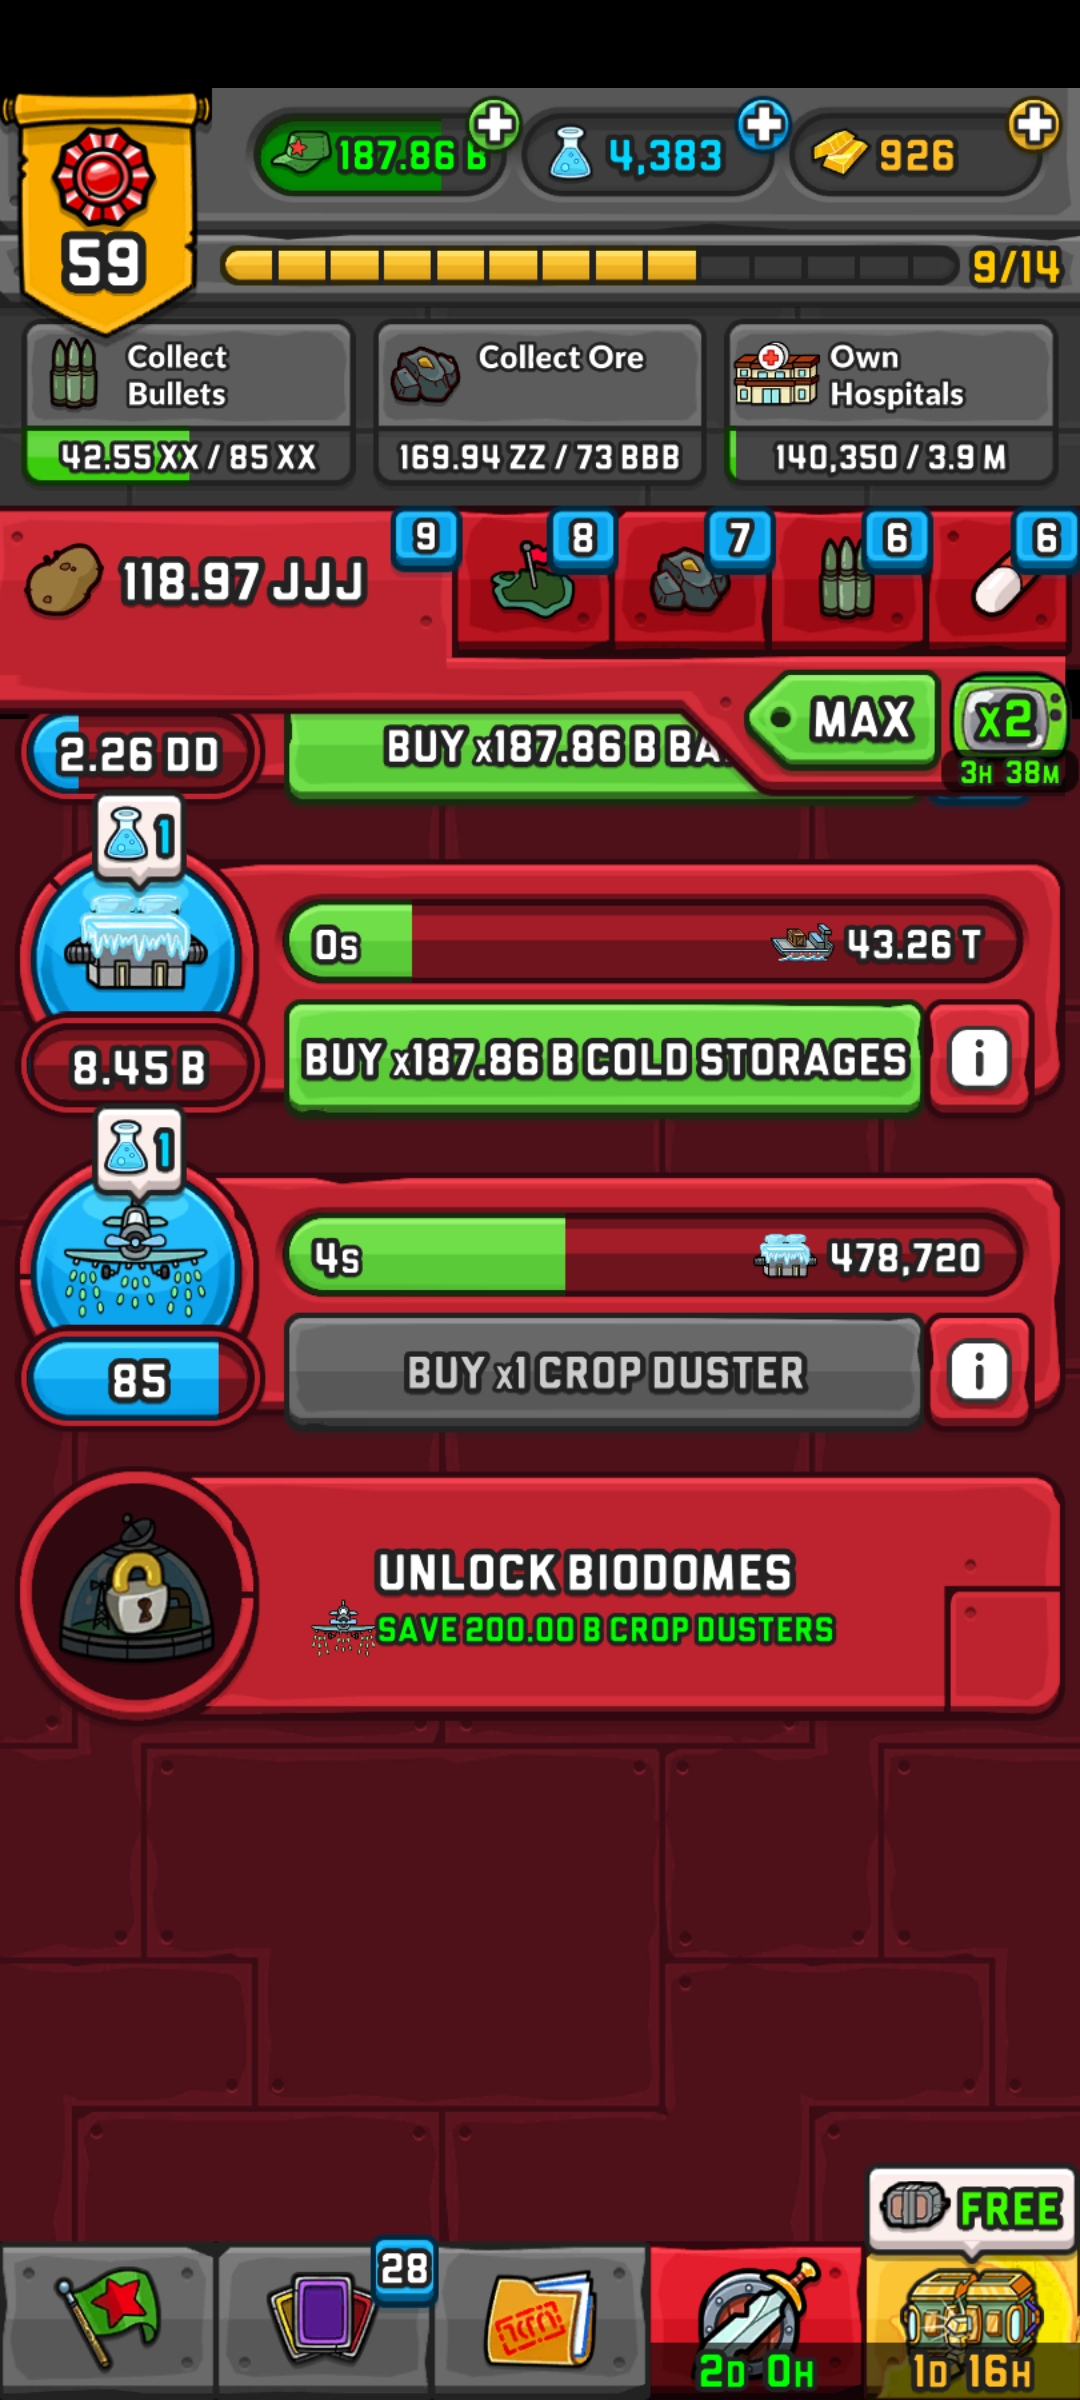 187.86 B
4,383
926
59
9/14
Collect
Bullets
42.55 XX / 85 XX
Collect Ore
169.94 ZZ / 73 BBB
Own
Hospitals
140,350 / 3.9 M
118.97 JJJ
9
8
7
6
6
MAX
x2
3H 38M
2.26 DD
BUY x187.86 B BA
1
0s
43.26 T
8.45 B
BUY x187.86 B COLD STORAGES
i
1
4s
478,720
85
BUY x1 CROP DUSTER
i
UNLOCK BIODOMES
SAVE 200.00 B CROP DUSTERS
FREE
28
2D 0H
1D 16H